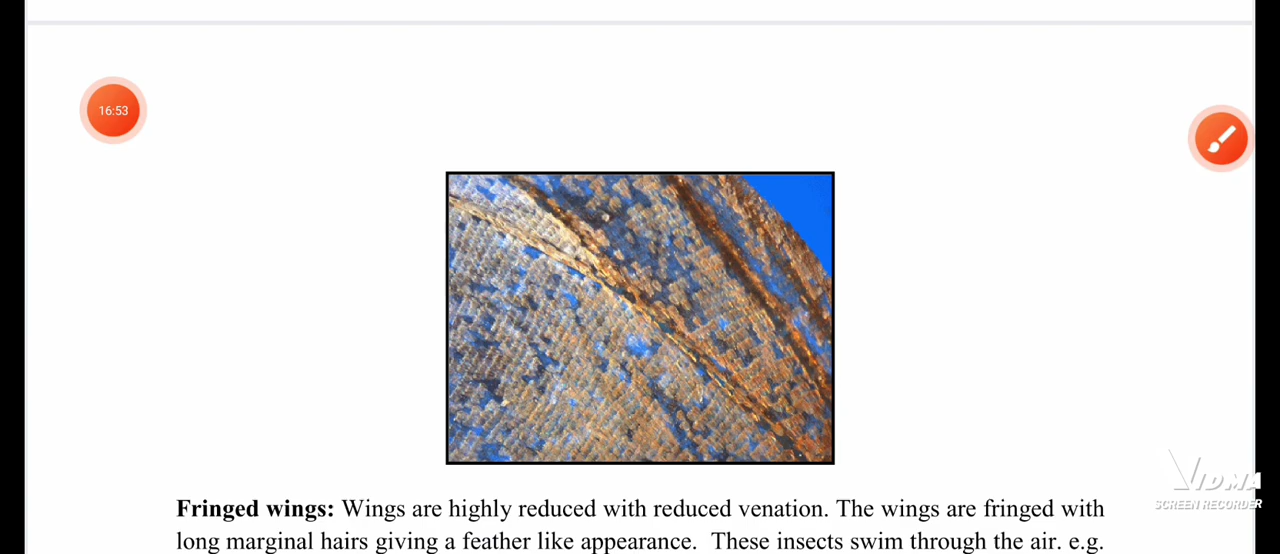 16:53
Fringed wings: Wings are highly reduced with reduced venation. The wings are fringed with
long marginal hairs giving a feather like appearance. These insects swim through the air. e.g.
VIDMA
SCREEN RECORDER